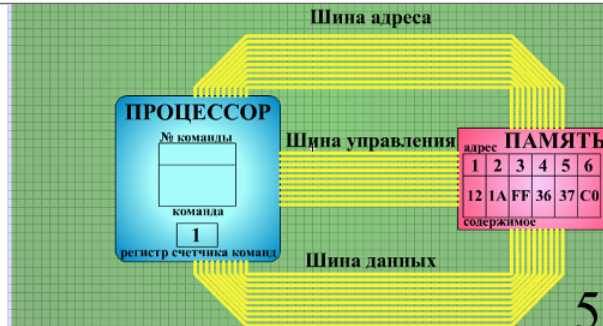 Шина адреса
ПРОЦЕССОР
№ команды
команда
1
регистр счетчика команд
Шина управления
адрес ПАМЯТЬ
1 2 3 4 5 6
12 1A FF 36 37 C0
содержимое
Шина данных
5